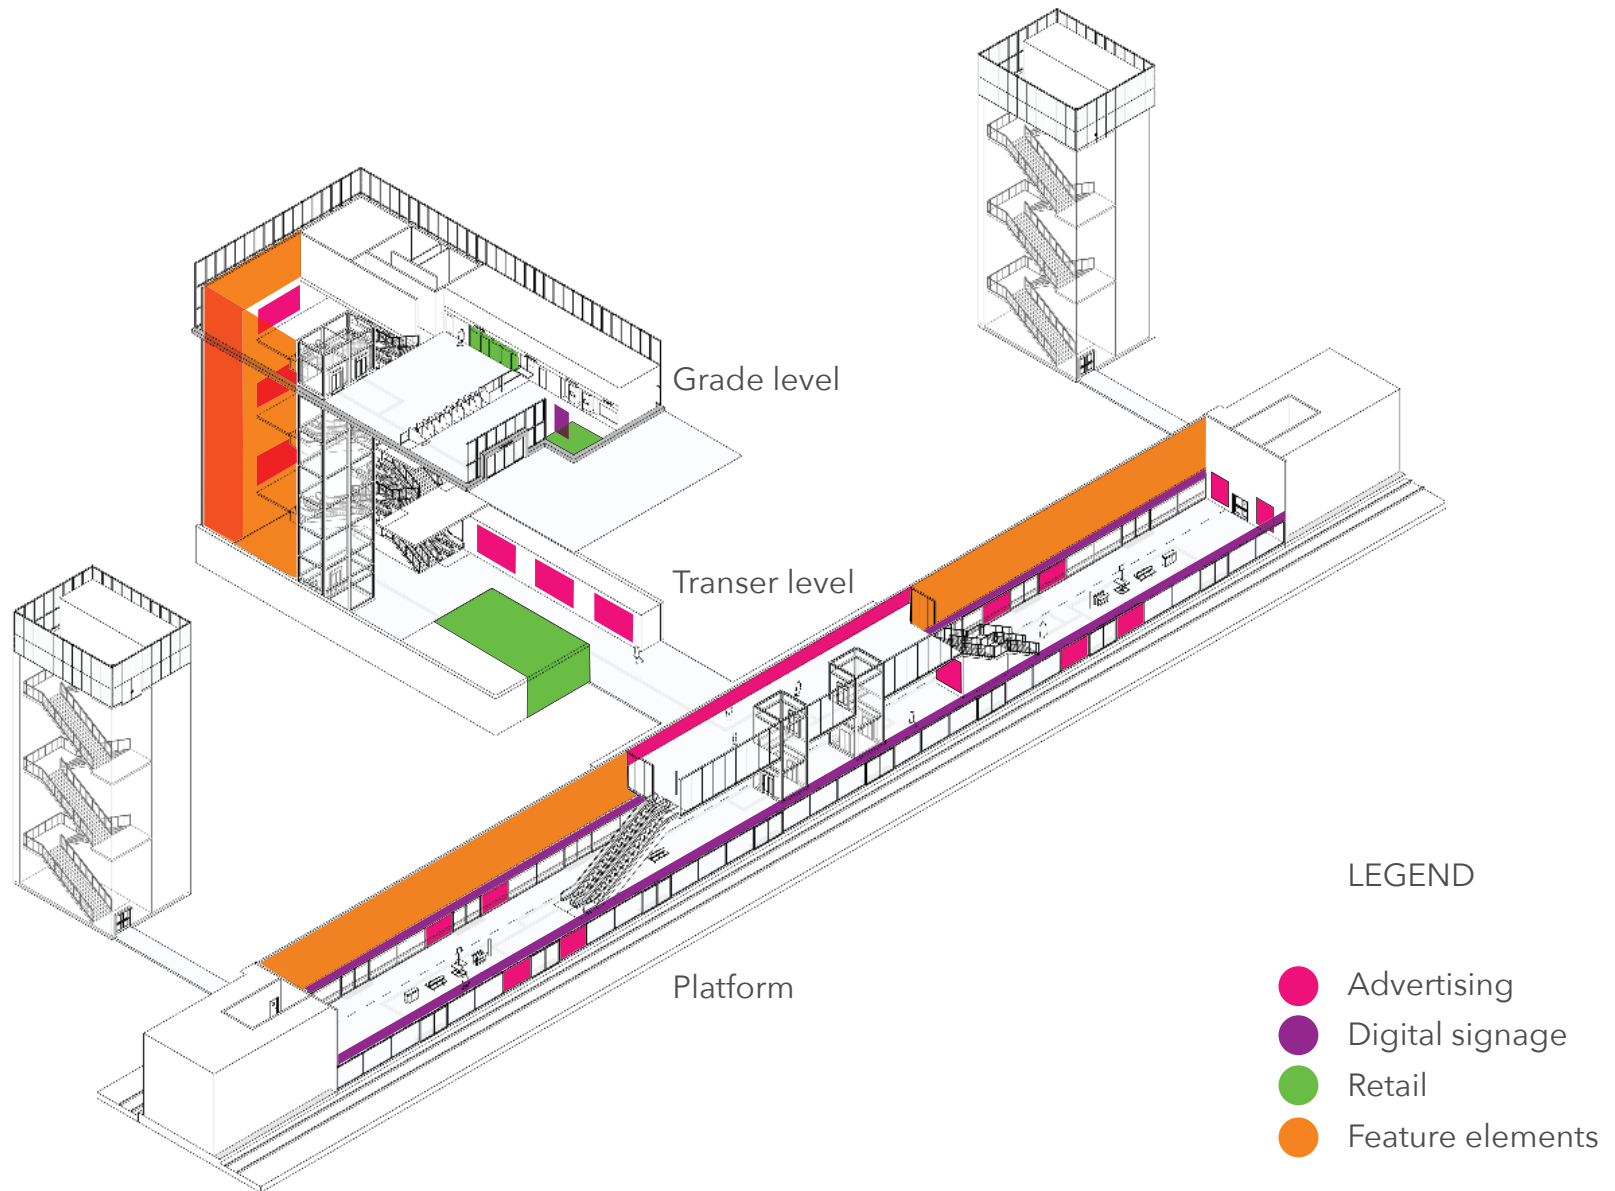 Grade level
Transer level
Platform
LEGEND
Advertising
Digital signage
Retail
Feature elements